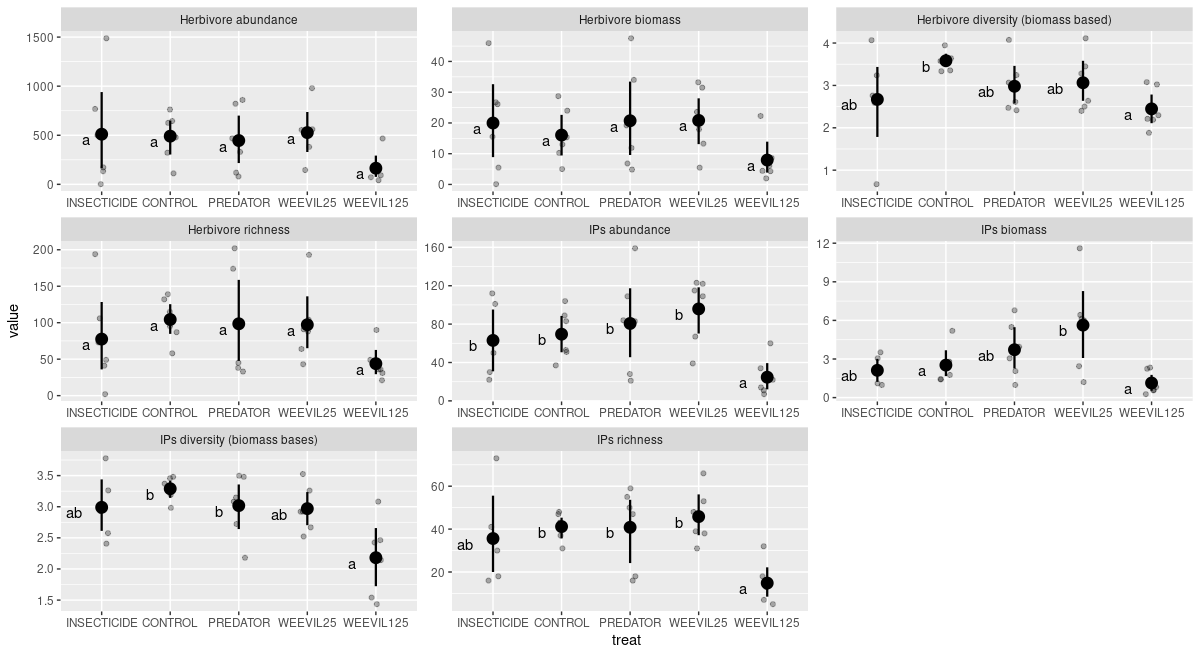 Herbivore abundance
Herbivore biomass
Herbivore diversity (biomass based)
1500
1000
500
0
a
a
a
a
a
INSECTICIDE CONTROL PREDATOR WEEVIL25 WEEVIL125
40
30
20
10
0
a
a
a
a
a
INSECTICIDE CONTROL PREDATOR WEEVIL25 WEEVIL125
4
3
2
1
ab
b
ab
ab
a
INSECTICIDE CONTROL PREDATOR WEEVIL25 WEEVIL125
Herbivore richness
IPs abundance
IPs biomass
value
200
150
100
50
0
a
a
a
a
a
INSECTICIDE CONTROL PREDATOR WEEVIL25 WEEVIL125
160
120
80
40
0
b
b
b
b
a
INSECTICIDE CONTROL PREDATOR WEEVIL25 WEEVIL125
12
9
6
3
0
ab
a
ab
b
a
INSECTICIDE CONTROL PREDATOR WEEVIL25 WEEVIL125
IPs diversity (biomass bases)
IPs richness
3.5
3.0
2.5
2.0
1.5
ab
b
b
ab
a
INSECTICIDE CONTROL PREDATOR WEEVIL25 WEEVIL125
60
40
20
ab
b
b
b
a
INSECTICIDE CONTROL PREDATOR WEEVIL25 WEEVIL125
treat